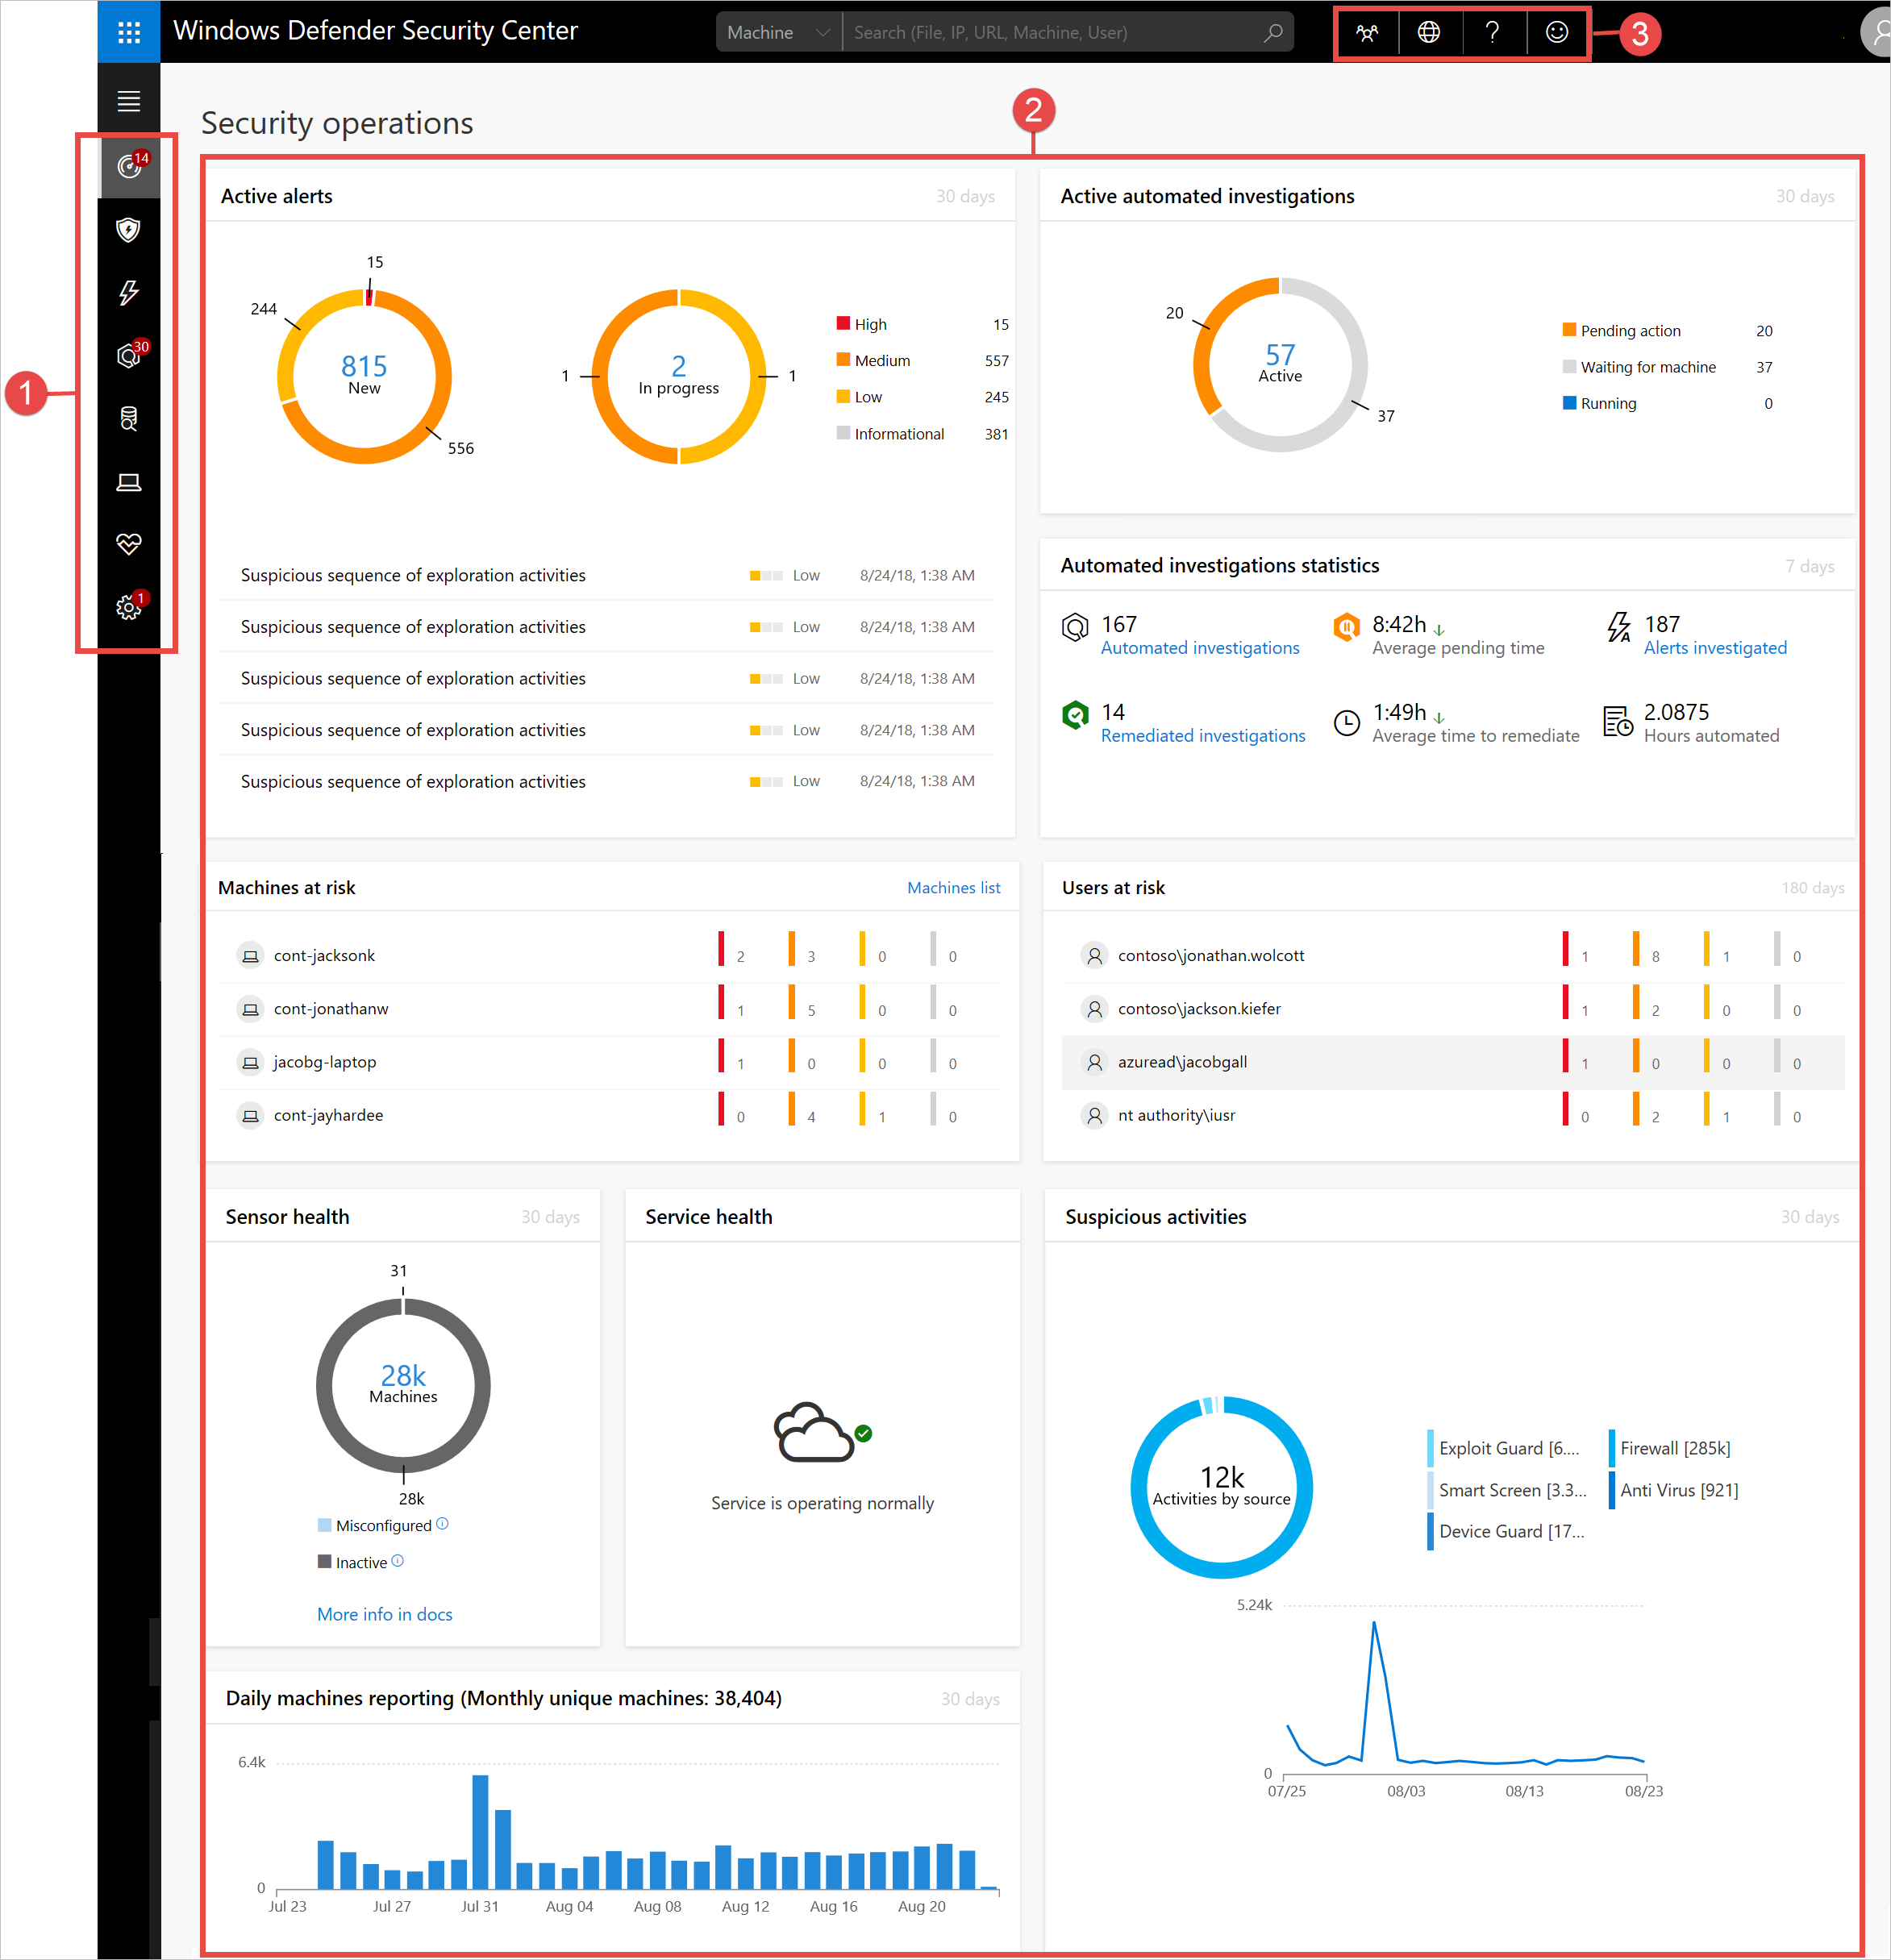 Windows Defender Security Center
Machine
Search (File, IP, URL, Machine, User)
?
3
Security operations
2
1
14
30
1
Active alerts
30 days
15
244
815
New
556
1
2
In progress
1
High 15
Medium 557
Low 245
Informational 381
Suspicious sequence of exploration activities Low 8/24/18, 1:38 AM
Suspicious sequence of exploration activities Low 8/24/18, 1:38 AM
Suspicious sequence of exploration activities Low 8/24/18, 1:38 AM
Suspicious sequence of exploration activities Low 8/24/18, 1:38 AM
Suspicious sequence of exploration activities Low 8/24/18, 1:38 AM
Active automated investigations
30 days
20
57
Active
37
Pending action 20
Waiting for machine 37
Running 0
Automated investigations statistics
7 days
167
Automated investigations
8:42h
Average pending time
187
Alerts investigated
14
Remediated investigations
1:49h
Average time to remediate
2.0875
Hours automated
Machines at risk
Machines list
cont-jacksonk 2 3 0 0
cont-jonathanw 1 5 0 0
jacobg-laptop 1 0 0 0
cont-jayhardee 0 4 1 0
Users at risk
180 days
contoso\jonathan.wolcott 1 8 1 0
contoso\jackson.kiefer 1 2 0 0
azuread\jacobgall 1 0 0 0
nt authority\iusr 0 2 1 0
Sensor health
30 days
31
28k
Machines
28k
Misconfigured
Inactive
More info in docs
Service health
Service is operating normally
Suspicious activities
30 days
12k
Activities by source
Exploit Guard [6....
Firewall [285k]
Smart Screen [3.3...
Anti Virus [921]
Device Guard [17...
5.24k
0
07/25 08/03 08/13 08/23
Daily machines reporting (Monthly unique machines: 38,404)
30 days
6.4k
0
Jul 23 Jul 27 Jul 31 Aug 04 Aug 08 Aug 12 Aug 16 Aug 20